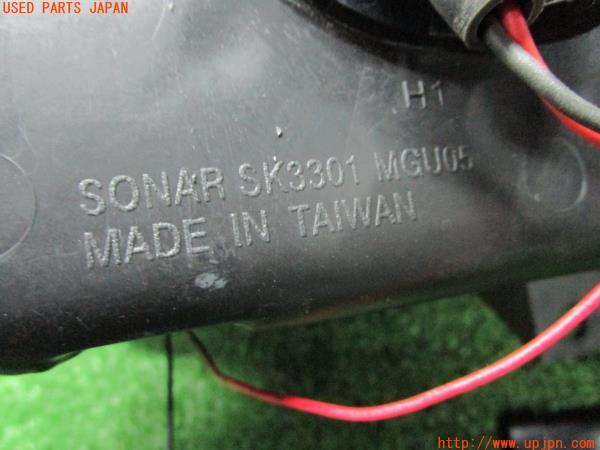 USED PARTS JAPAN
H1
SONAR SK3301 MGU05
MADE IN TAIWAN
http://www.upjpn.com/